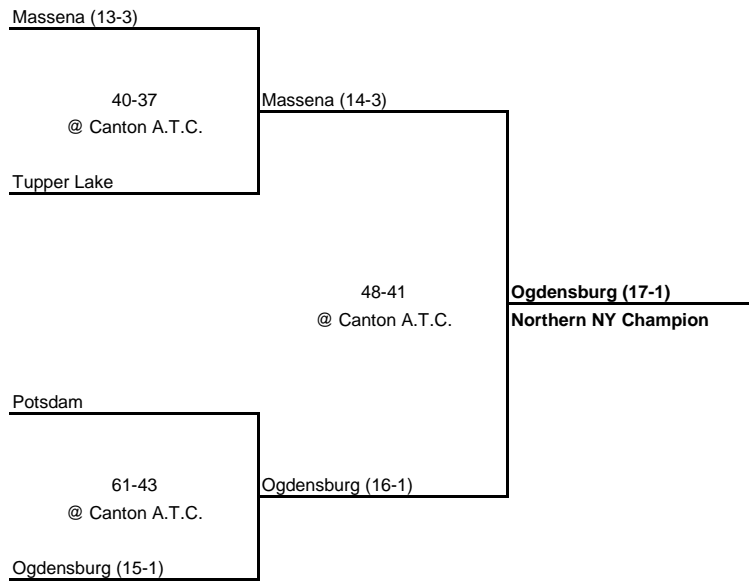 Massena (13-3)
40-37
@ Canton A.T.C.
Massena (14-3)
Tupper Lake
48-41
@ Canton A.T.C.
Ogdensburg (17-1)
Northern NY Champion
Potsdam
61-43
@ Canton A.T.C.
Ogdensburg (16-1)
Ogdensburg (15-1)